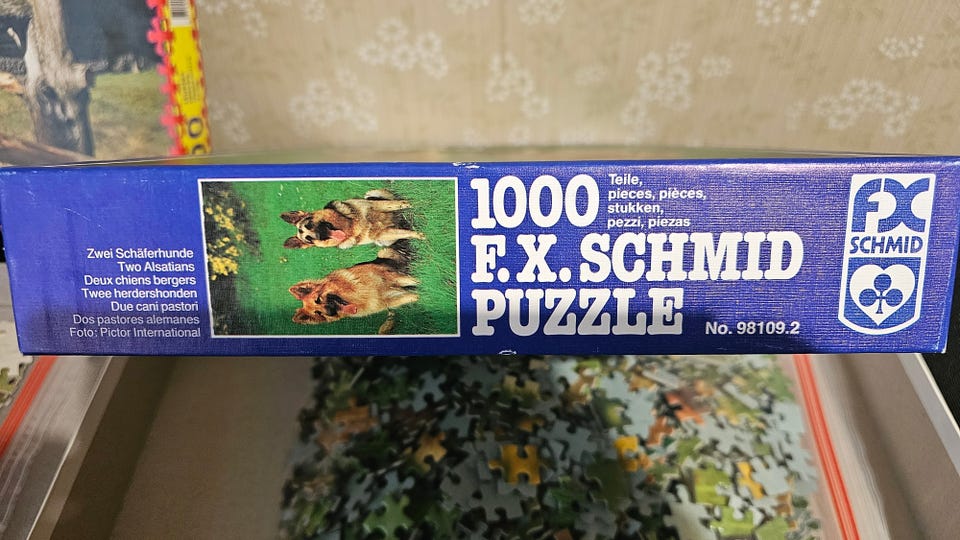 Zwei Schäferhunde
Two Alsatians
Deux chiens bergers
Twee herdershonden
Due cani pastori
Dos pastores alemanes
Foto: Pictor International
1000
Teile,
pieces, pièces,
stukken,
pezzi, piezas
F.X. SCHMID
PUZZLE
No. 98109.2
FX
SCHMID